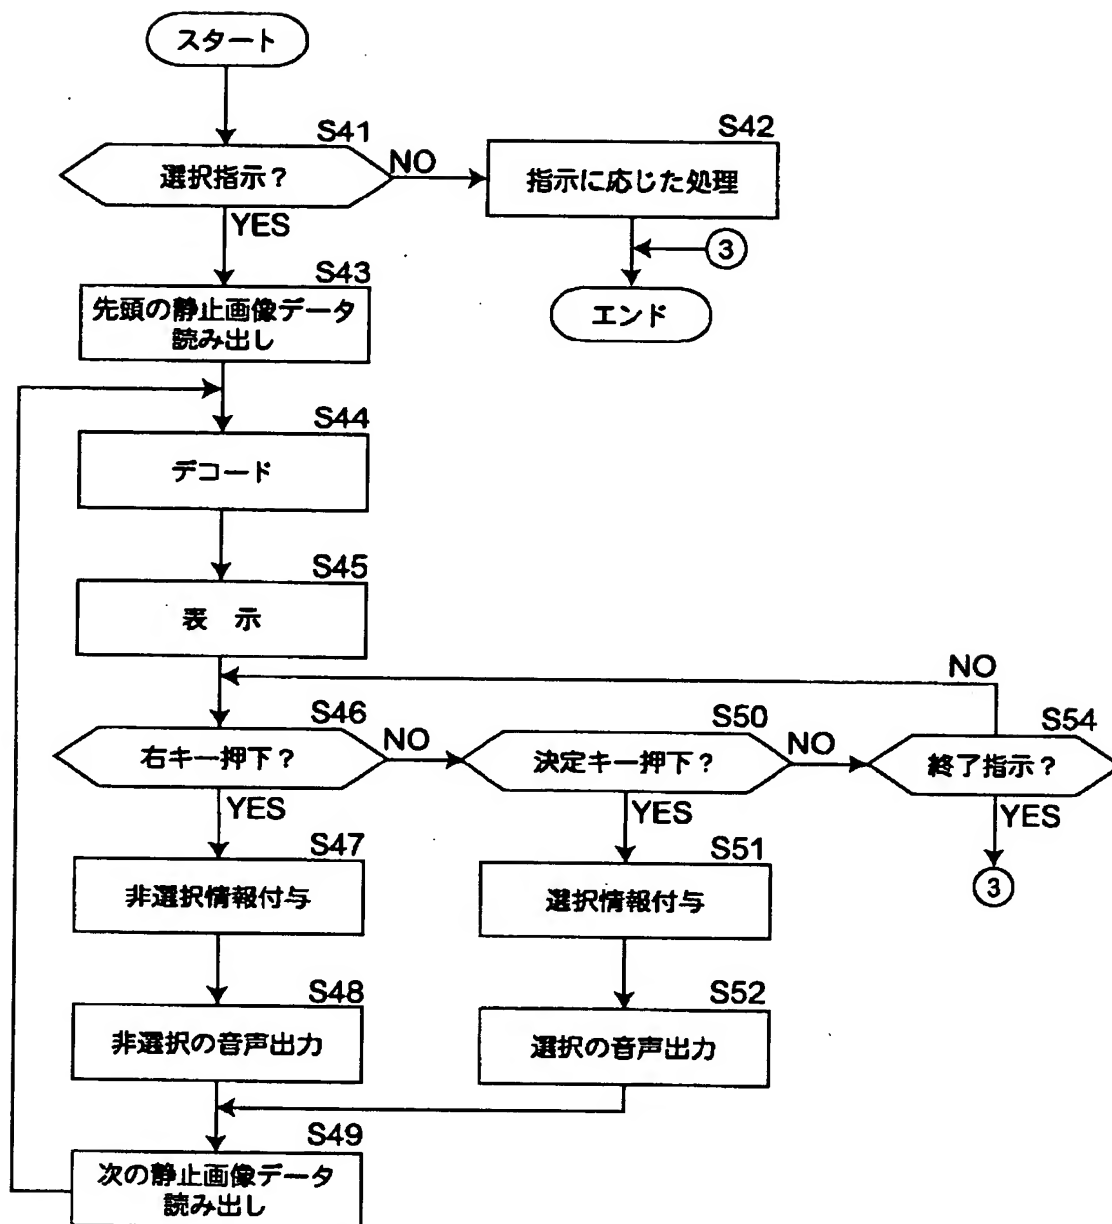 スタート
S41
選択指示？
NO
S42
指示に応じた処理
YES
3
エンド
S43
先頭の静止画像データ
読み出し
S44
デコード
S45
表 示
NO
S46
右キー押下？
NO
S50
決定キー押下？
NO
S54
終了指示？
YES
YES
YES
S47
非選択情報付与
S51
選択情報付与
3
S48
非選択の音声出力
S52
選択の音声出力
S49
次の静止画像データ
読み出し